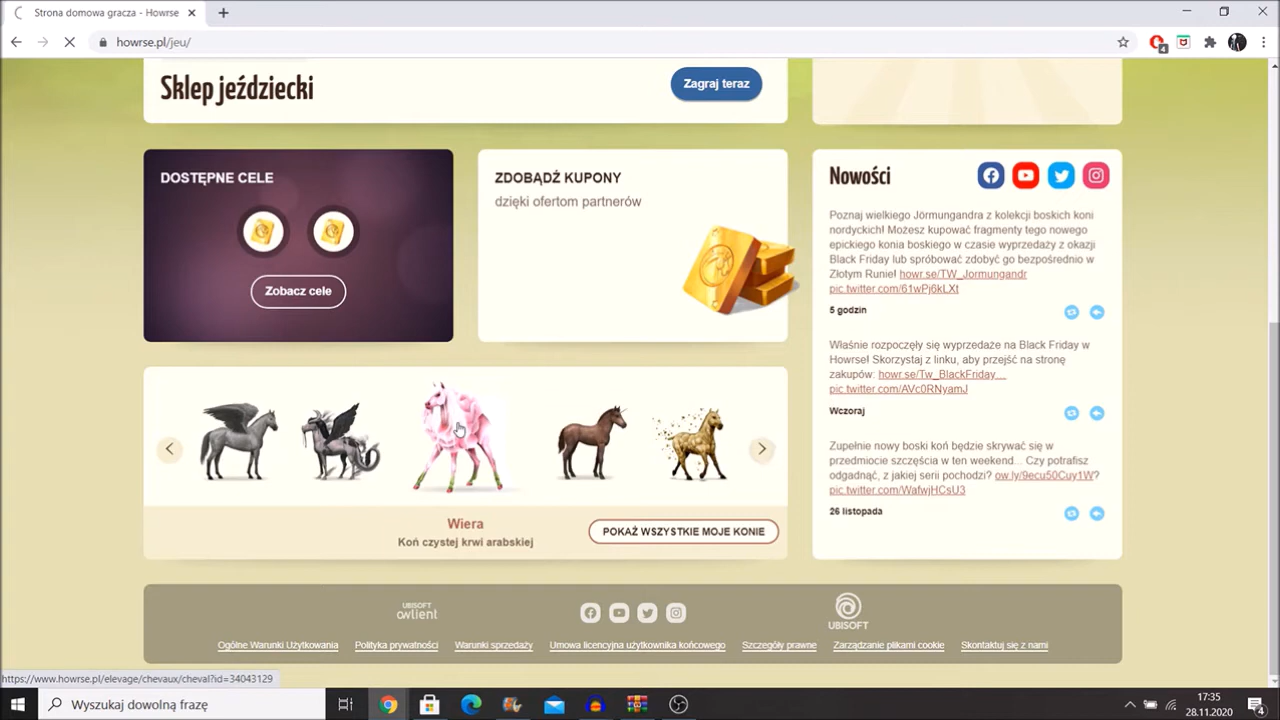 Strona domowa gracza - Howrse
howrse.pl/jeu/
4
Sklep jeździecki
Zagraj teraz
DOSTĘPNE CELE
Zobacz cele
ZDOBĄDŹ KUPONY
dzięki ofertom partnerów
Nowości
Poznaj wielkiego Jörmungandra z kolekcji boskich koni
nordyckich! Możesz kupować fragmenty tego nowego
epickiego konia boskiego w czasie wyprzedaży z okazji
Black Friday lub spróbować zdobyć go bezpośrednio w
Złotym Runie! howr.se/TW_Jormungandr
pic.twitter.com/61wPj6kLXt
5 godzin
Właśnie rozpoczęły się wyprzedaże na Black Friday w
Howrse! Skorzystaj z linku, aby przejść na stronę
zakupów: howr.se/Tw_BlackFriday_...
pic.twitter.com/AVc0RNyamJ
Wczoraj
Zupełnie nowy boski koń będzie skrywać się w
przedmiocie szczęścia w ten weekend... Czy potrafisz
odgadnąć, z jakiej serii pochodzi? ow.ly/9ecu50Cuy1W?
pic.twitter.com/WafwjHCsU3
26 listopada
Wiera
Koń czystej krwi arabskiej
POKAŻ WSZYSTKIE MOJE KONIE
UBISOFT
owlient
UBISOFT
Ogólne Warunki Użytkowania
Polityka prywatności
Warunki sprzedaży
Umowa licencyjna użytkownika końcowego
Szczegóły prawne
Zarządzanie plikami cookie
Skontaktuj się z nami
https://www.howrse.pl/elevage/chevaux/cheval?id=34043129
Wyszukaj dowolną frazę
17:35
28.11.2020
4